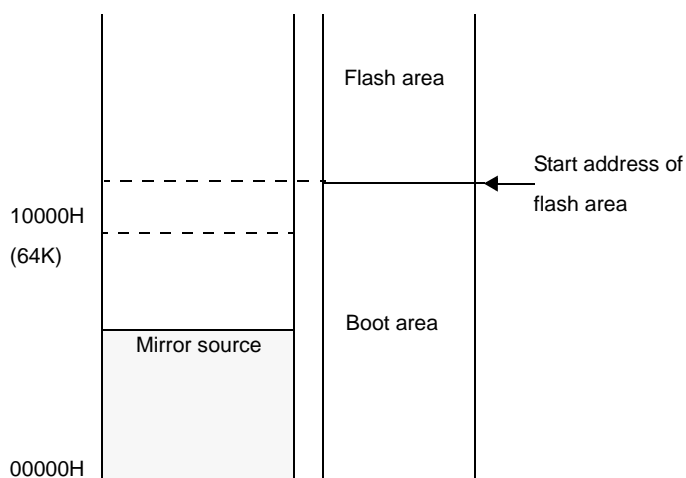 Flash area
Start address of
flash area
10000H
(64K)
Boot area
Mirror source
00000H